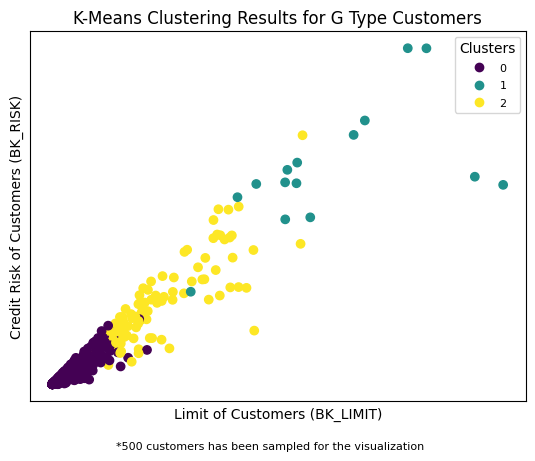 K-Means Clustering Results for G Type Customers
Clusters
0
1
2
Credit Risk of Customers (BK_RISK)
Limit of Customers (BK_LIMIT)
*500 customers has been sampled for the visualization